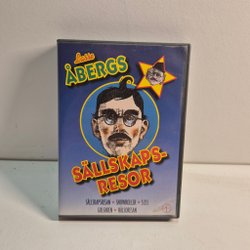 Lasse
ÅBERGS
SÄLLSKAPS-
RESOR
SÄLLSKAPSRESAN • SNOWROLLER • S.O.S
GOLFAREN • HÄLSORESAN